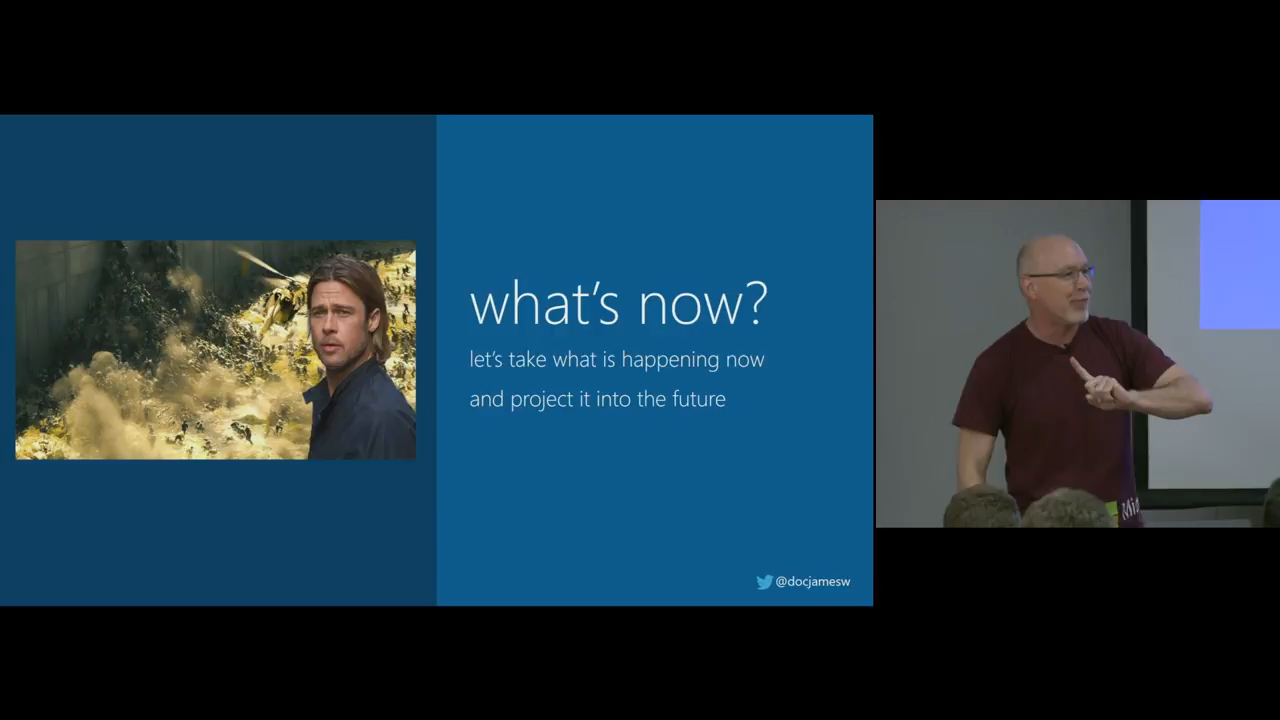 what's now?
let's take what is happening now
and project it into the future
@docjamesw